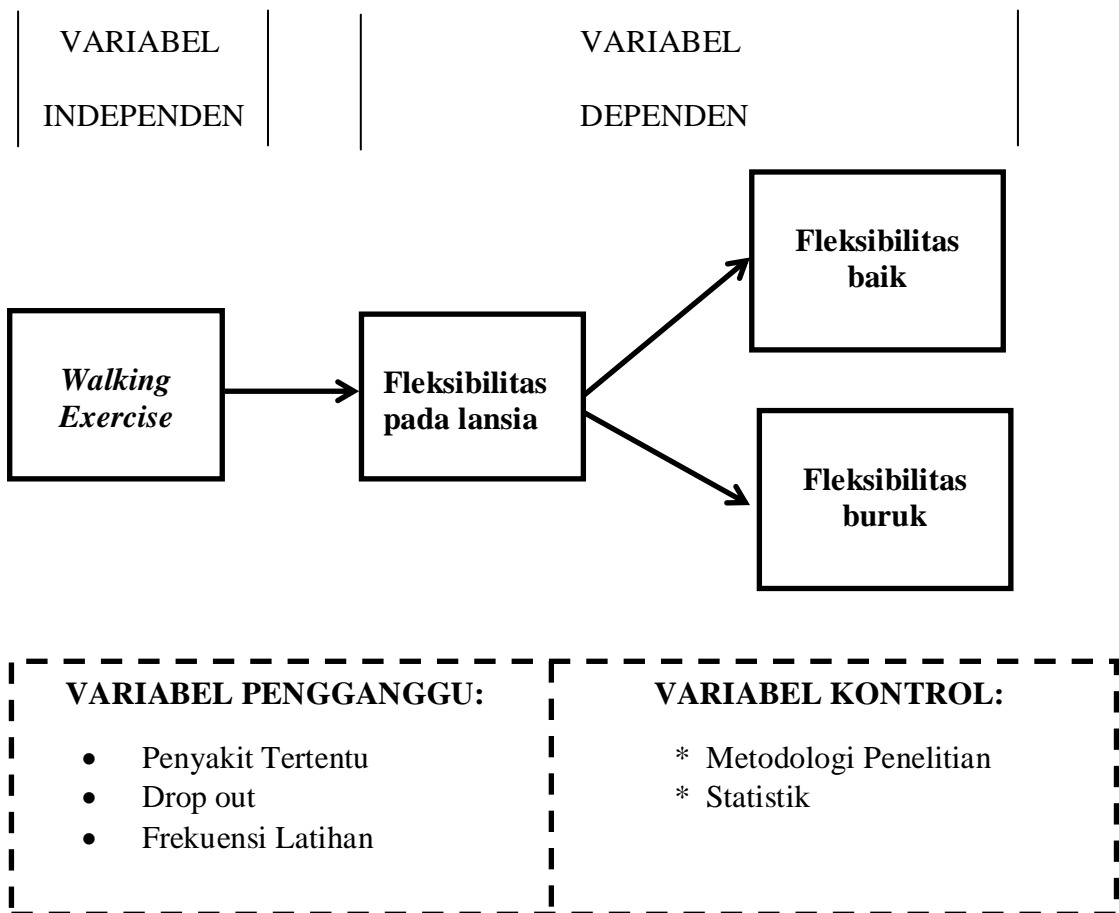 VARIABEL
INDEPENDEN
VARIABEL
DEPENDEN
Walking
Exercise
Fleksibilitas
pada lansia
Fleksibilitas
baik
Fleksibilitas
buruk
VARIABEL PENGGANGGU:
• Penyakit Tertentu
• Drop out
• Frekuensi Latihan
VARIABEL KONTROL:
* Metodologi Penelitian
* Statistik